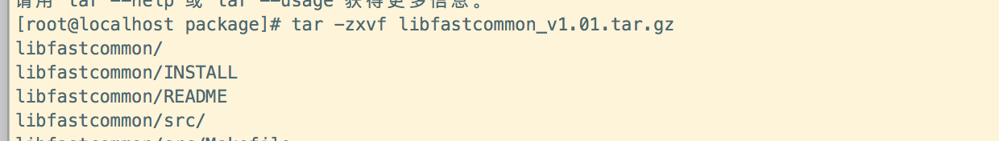 请用"tar --help"或"tar --usage"获得更多信息。
[root@localhost package]# tar -zxvf libfastcommon_v1.01.tar.gz
libfastcommon/
libfastcommon/INSTALL
libfastcommon/README
libfastcommon/src/
libfastcommon/src/Makefile